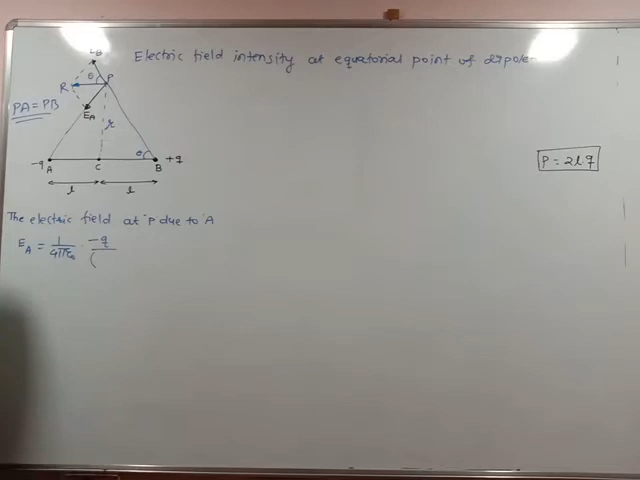 Electric field intensity at equatorial point of dipole-
E_B
θ
P
R
PA = PB
E_A
r
θ
-q
A
C
B
+q
l
l
P = 2lq
The electric field at P due to A
E_A = 1/4πε₀ · -q/(